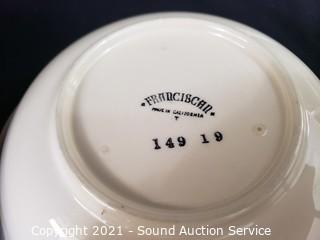 • FRANCISCAN •
MADE IN CALIFORNIA
T
149 19
Copyright 2021 - Sound Auction Service